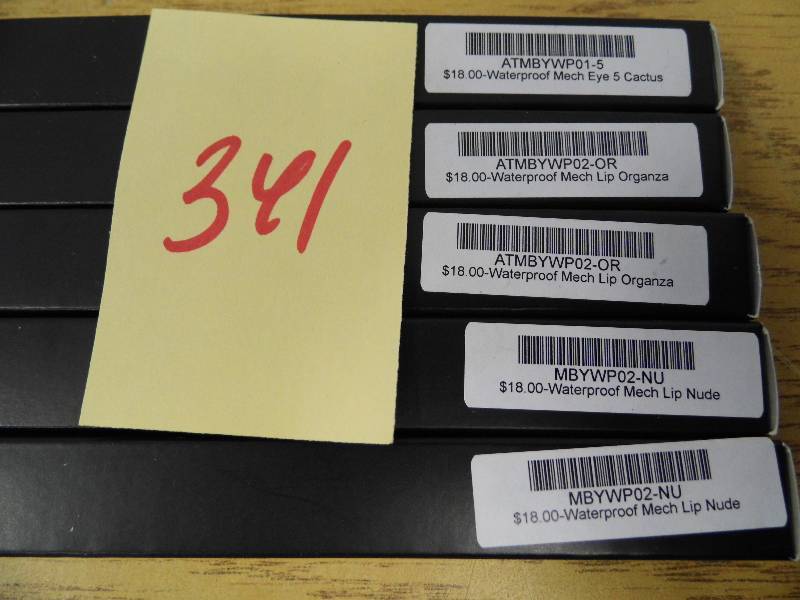 341
ATMBYWP01-5
$18.00-Waterproof Mech Eye 5 Cactus
ATMBYWP02-OR
$18.00-Waterproof Mech Lip Organza
ATMBYWP02-OR
$18.00-Waterproof Mech Lip Organza
MBYWP02-NU
$18.00-Waterproof Mech Lip Nude
MBYWP02-NU
$18.00-Waterproof Mech Lip Nude